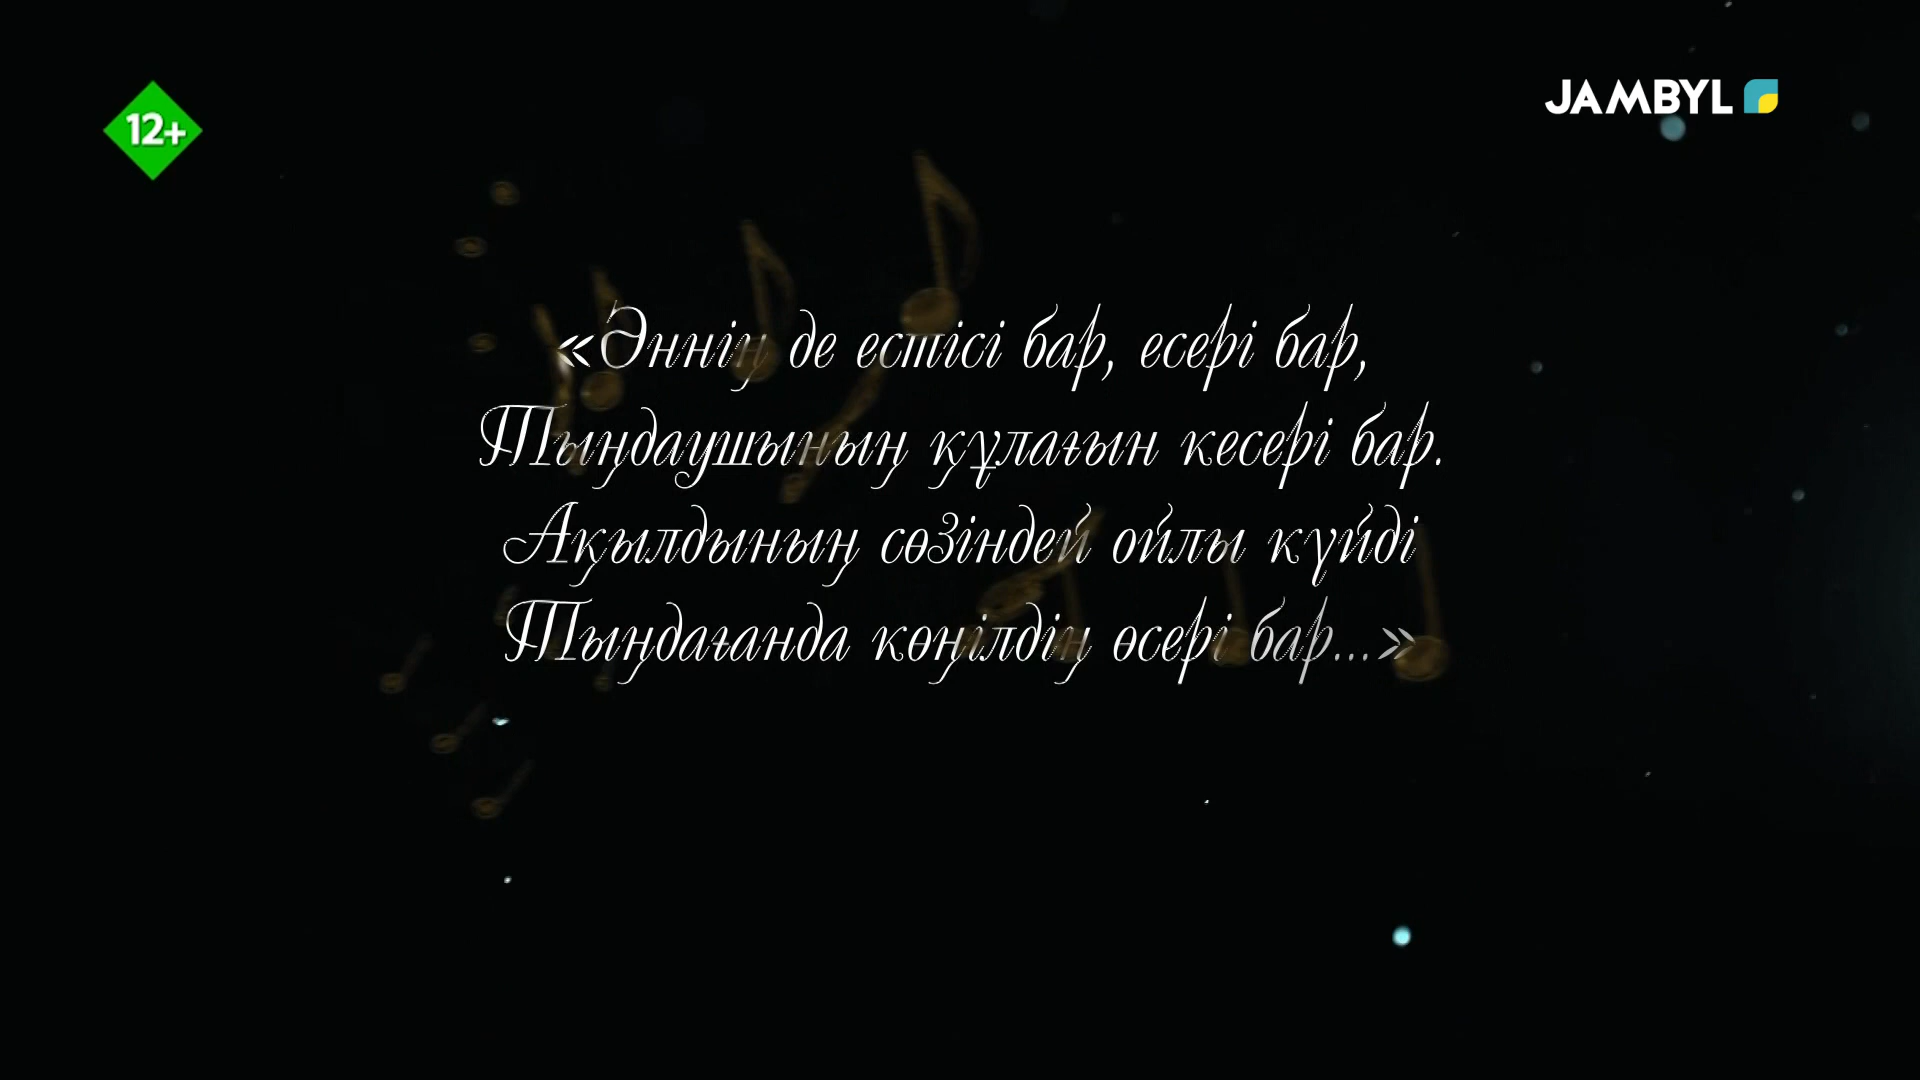 12+
JAMBYL
«Әннің де естісі бар, есері бар,
Тыңдаушының құлағын кесері бар.
Ақылдының сөзіндей ойлы күйді
Тыңдағанда көңілдің өсері бар...»